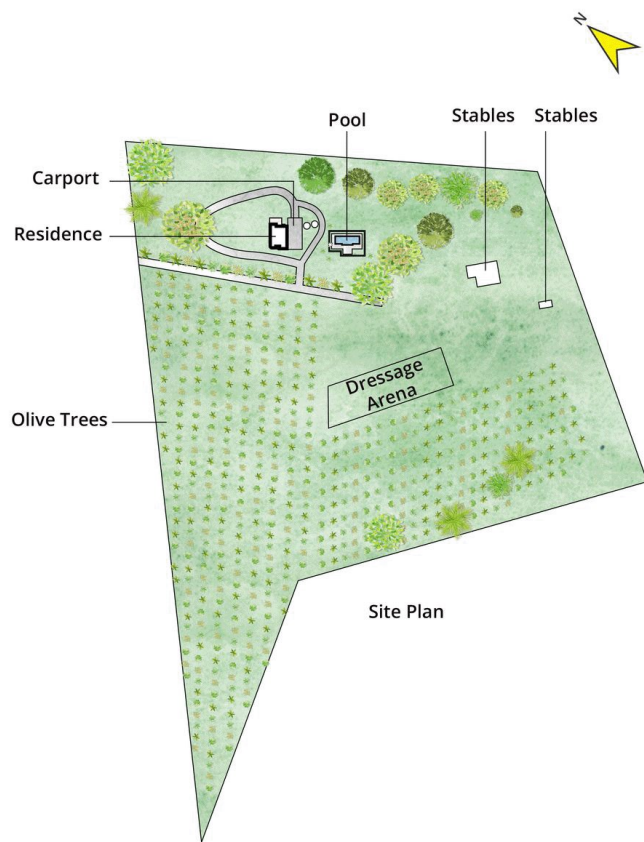 N
Pool
Stables
Stables
Carport
Residence
Dressage
Arena
Olive Trees
Site Plan